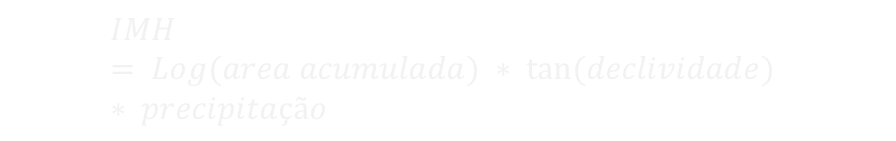 IMH
= Log(area acumulada) * tan(declividade)
* precipitação